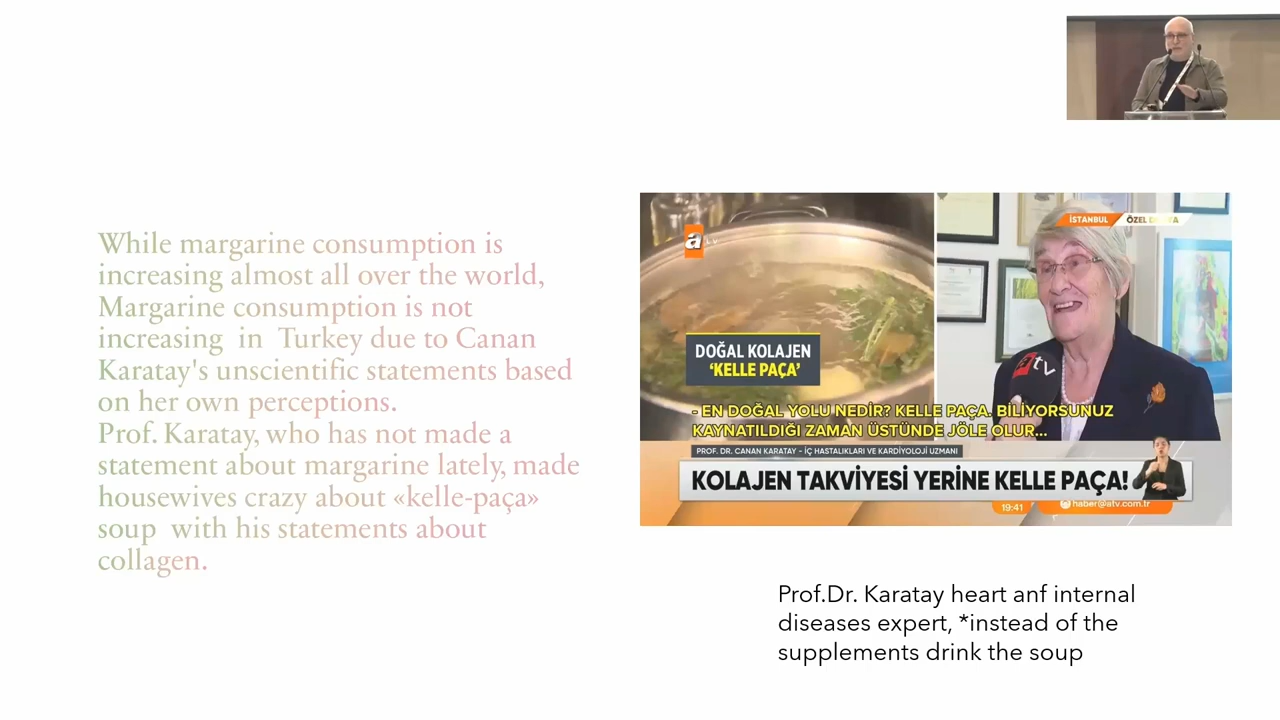 While margarine consumption is
increasing almost all over the world,
Margarine consumption is not
increasing in Turkey due to Canan
Karatay's unscientific statements based
on her own perceptions.
Prof. Karatay, who has not made a
statement about margarine lately, made
housewives crazy about «kelle-paça»
soup with his statements about
collagen.
a tv
İSTANBUL
ÖZEL
DOĞAL KOLAJEN
'KELLE PAÇA'
tv
- EN DOĞAL YOLU NEDİR? KELLE PAÇA. BİLİYORSUNUZ
KAYNATILDIĞI ZAMAN ÜSTÜNDE JÖLE OLUR...
PROF. DR. CANAN KARATAY - İÇ HASTALIKLARI VE KARDİYOLOJİ UZMANI
KOLAJEN TAKVİYESİ YERİNE KELLE PAÇA!
19:41
haber@atv.com.tr
Prof.Dr. Karatay heart anf internal
diseases expert, *instead of the
supplements drink the soup